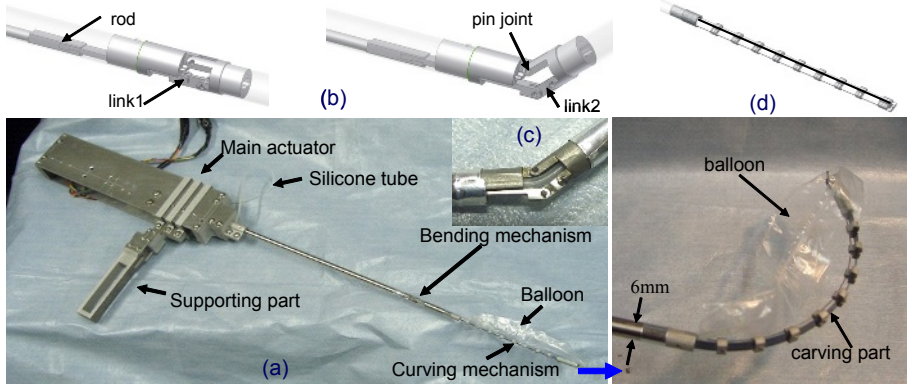 rod
link1
(b)
pin joint
link2
(d)
(c)
Main actuator
Silicone tube
Bending mechanism
Supporting part
Balloon
Curving mechanism
(a)
balloon
6mm
carving part